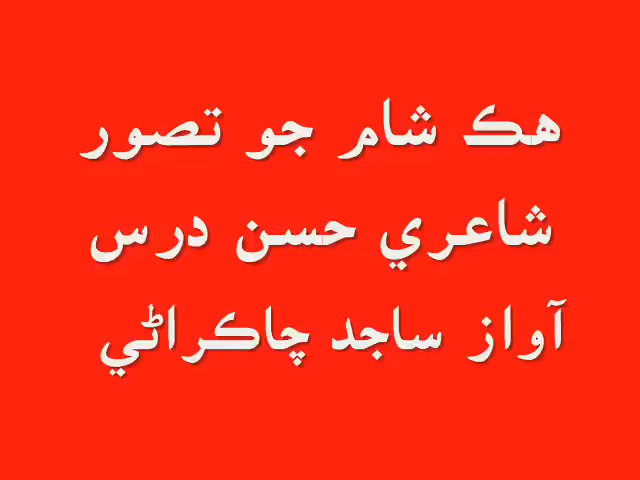 هڪ شام جو تصور
شاعري حسن درس
آواز ساجد چاڪراڻي